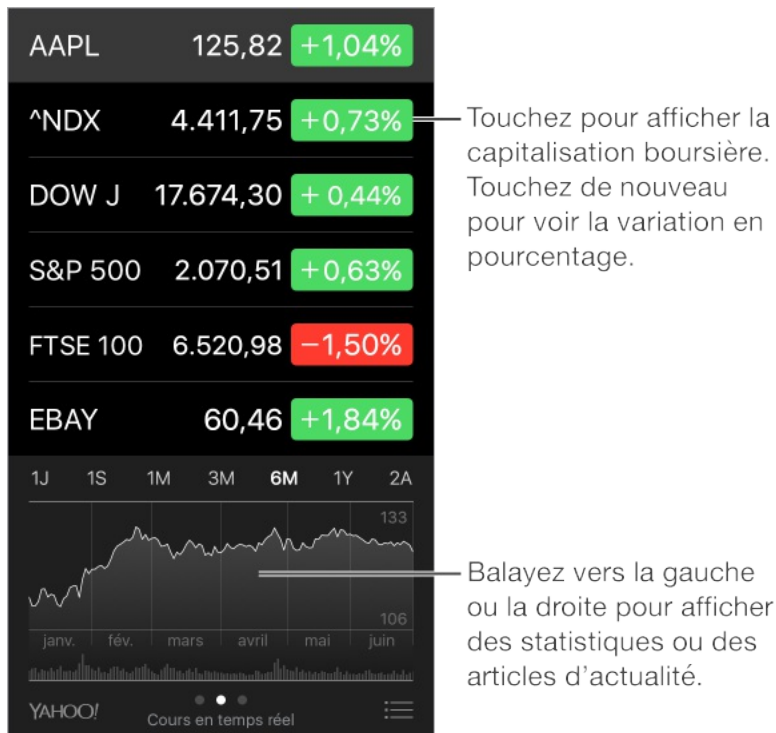 AAPL 125,82 +1,04%
^NDX 4.411,75 +0,73%
Touchez pour afficher la
capitalisation boursière.
Touchez de nouveau
pour voir la variation en
pourcentage.
DOW J 17.674,30 + 0,44%
S&P 500 2.070,51 +0,63%
FTSE 100 6.520,98 −1,50%
EBAY 60,46 +1,84%
1J 1S 1M 3M 6M 1Y 2A
133
106
janv. fév. mars avril mai juin
Balayez vers la gauche
ou la droite pour afficher
des statistiques ou des
articles d'actualité.
YAHOO!
Cours en temps réel